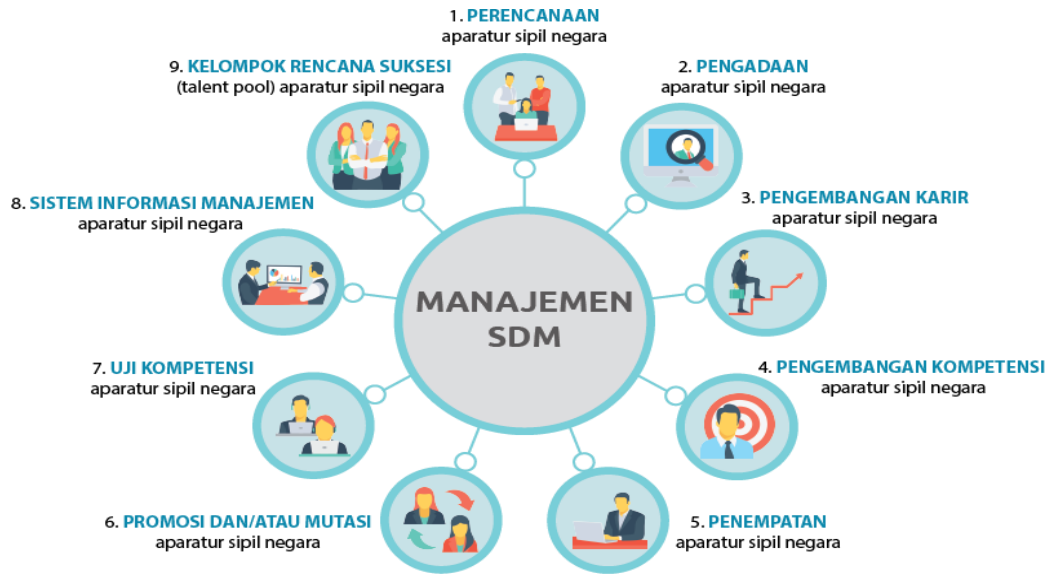 1. PERENCANAAN
aparatur sipil negara
2. PENGADAAN
aparatur sipil negara
3. PENGEMBANGAN KARIR
aparatur sipil negara
4. PENGEMBANGAN KOMPETENSI
aparatur sipil negara
5. PENEMPATAN
aparatur sipil negara
6. PROMOSI DAN/ATAU MUTASI
aparatur sipil negara
7. UJI KOMPETENSI
aparatur sipil negara
8. SISTEM INFORMASI MANAJEMEN
aparatur sipil negara
9. KELOMPOK RENCANA SUKSESI
(talent pool) aparatur sipil negara
MANAJEMEN
SDM